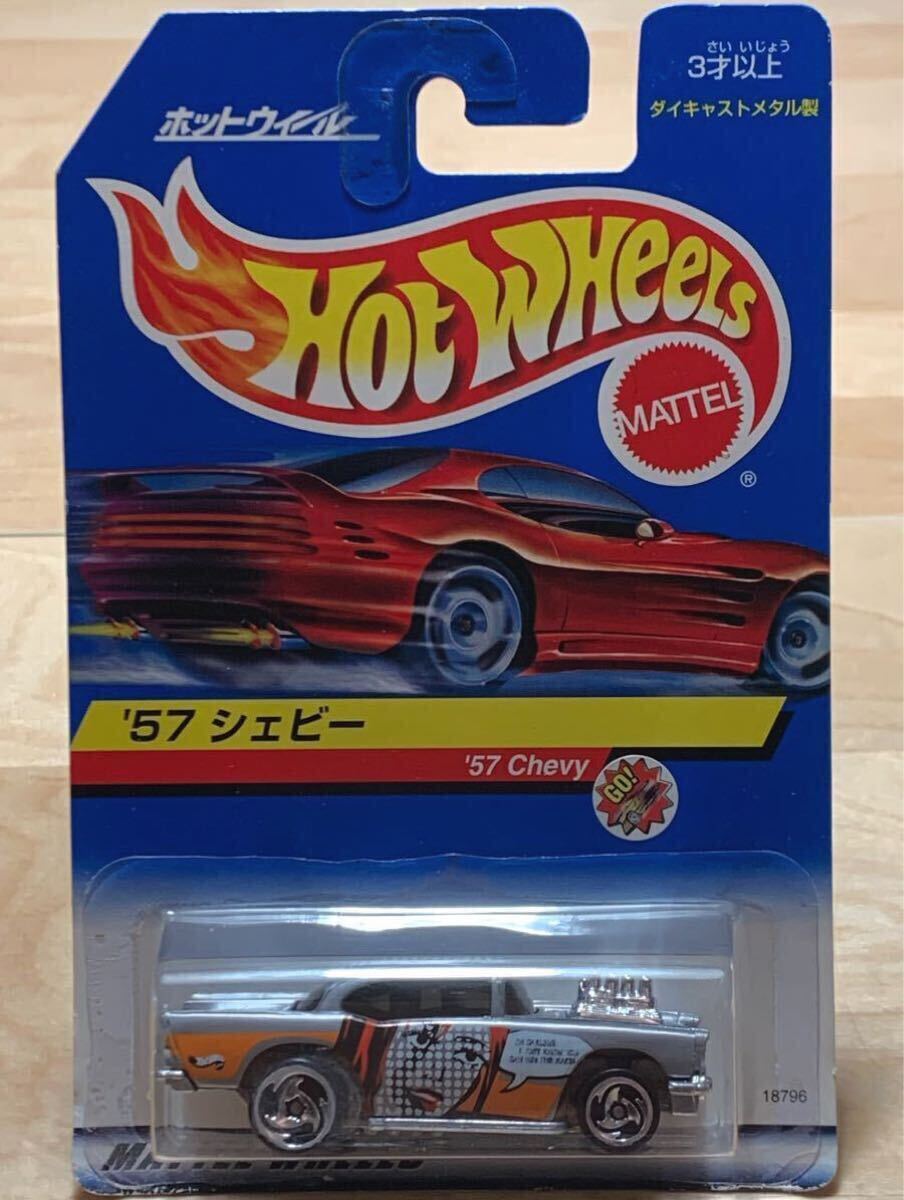 さい いじょう
3才以上
ダイキャストメタル製
ホットウィール
HOT WHEELS
MATTEL
®
'57 シェビー
'57 Chevy
GO!
18796